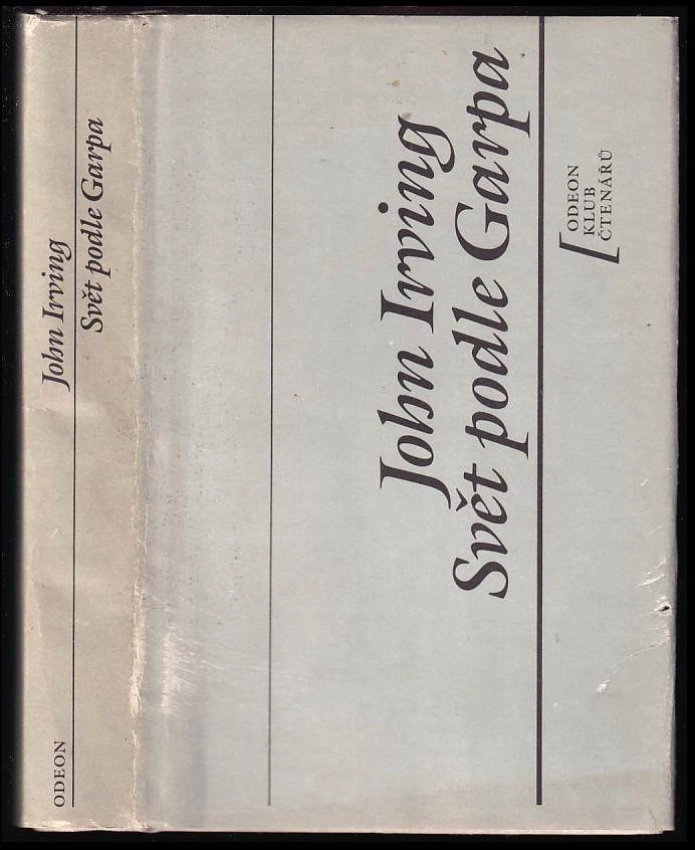 John Irving
Svět podle Garpa
ODEON
John Irving
Svět podle Garpa
ODEON
KLUB
ČTENÁŘŮ